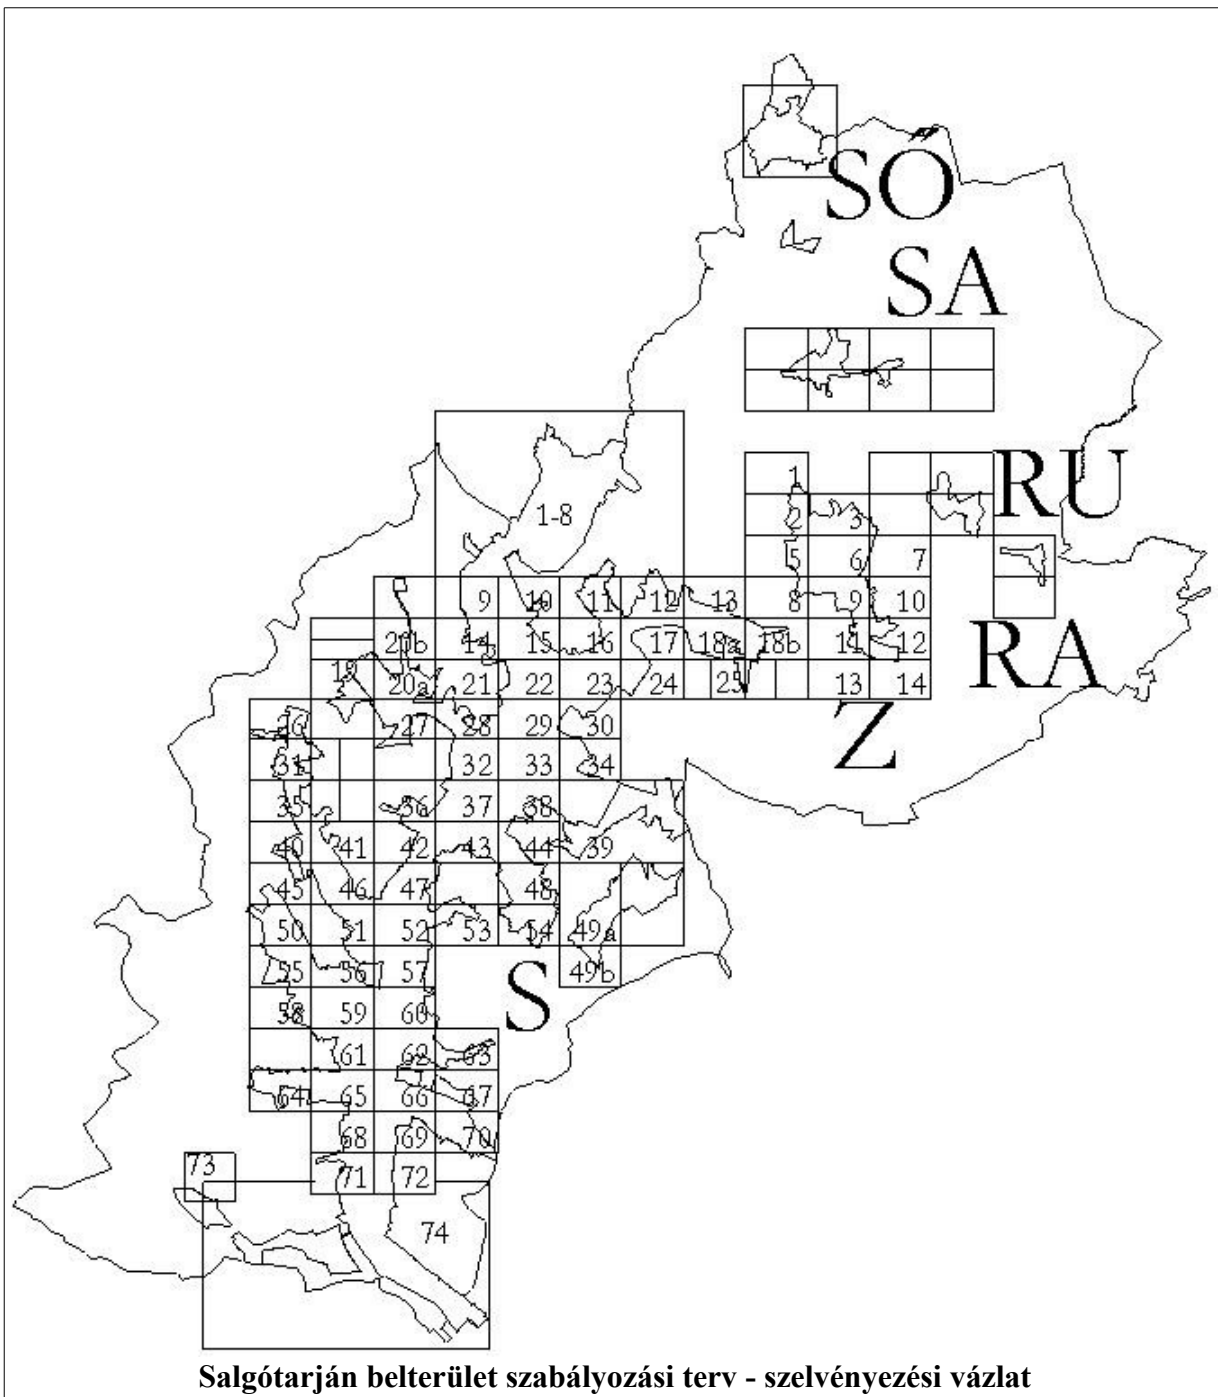 SÓ
SA
RU
1
1-8
2 3
5 6 7
9 10 11 12 13 8 9 10
20b 14 15 16 17 18a 18b 11 12
RA
19 20a 21 22 23 24 25 13 14
Z
26 27 28 29 30
31 32 33 34
35 36 37 38
40 41 42 43 44 39
45 46 47 48
50 51 52 53 54 49a
55 56 57 49b
S
58 59 60
61 62 63
64 65 66 67
68 69 70
73 71 72
74
Salgótarján belterület szabályozási terv - szelvényezési vázlat